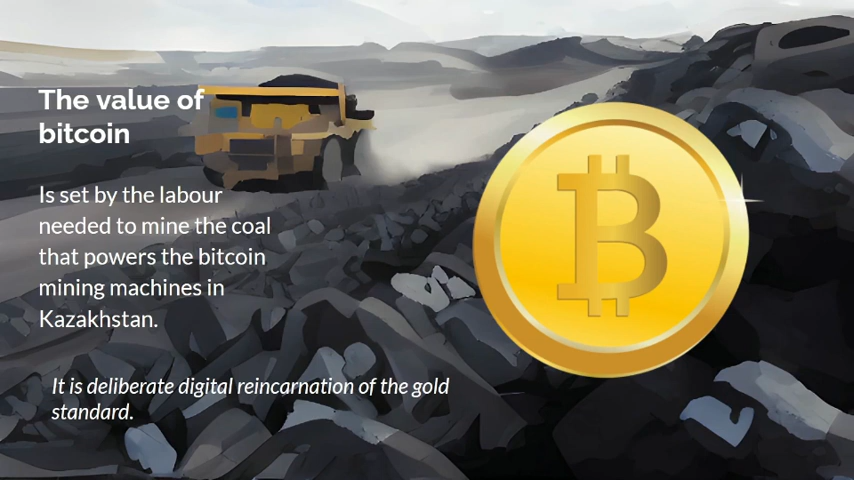 The value of
bitcoin
Is set by the labour
needed to mine the coal
that powers the bitcoin
mining machines in
Kazakhstan.
It is deliberate digital reincarnation of the gold
standard.